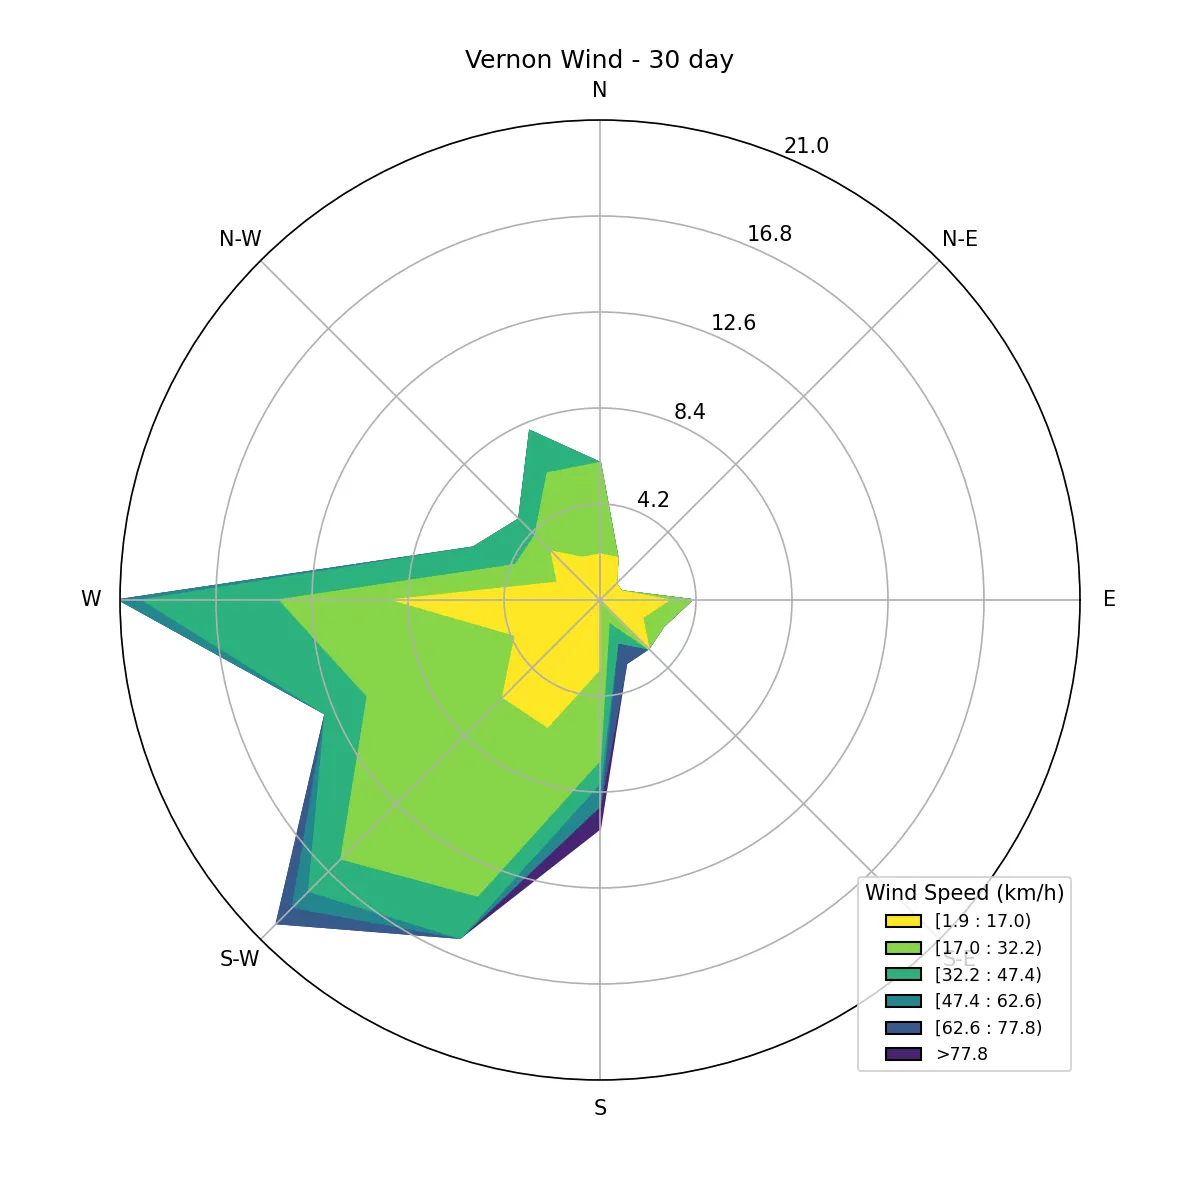 Vernon Wind - 30 day
N
21.0
N-W
16.8
N-E
12.6
8.4
4.2
W
E
S-W
S-E
S
Wind Speed (km/h)
[1.9 : 17.0)
[17.0 : 32.2)
[32.2 : 47.4)
[47.4 : 62.6)
[62.6 : 77.8)
>77.8